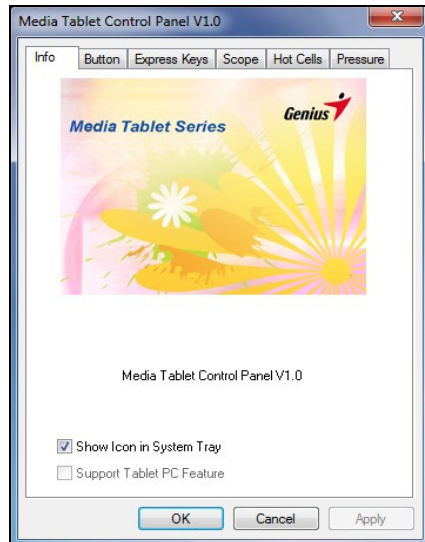 Media Tablet Control Panel V1.0
Info Button Express Keys Scope Hot Cells Pressure
Genius
Media Tablet Series
Media Tablet Control Panel V1.0
Show Icon in System Tray
Support Tablet PC Feature
OK Cancel Apply